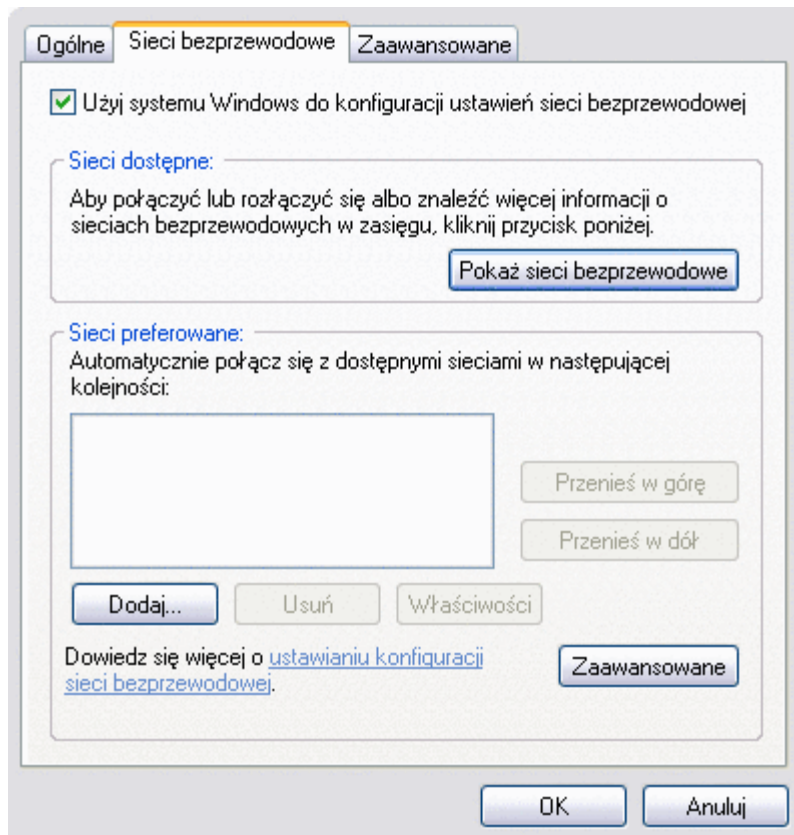 Ogólne Sieci bezprzewodowe Zaawansowane
Użyj systemu Windows do konfiguracji ustawień sieci bezprzewodowej
Sieci dostępne:
Aby połączyć lub rozłączyć się albo znaleźć więcej informacji o
sieciach bezprzewodowych w zasięgu, kliknij przycisk poniżej.
Pokaż sieci bezprzewodowe
Sieci preferowane:
Automatycznie połącz się z dostępnymi sieciami w następującej
kolejności:
Przenieś w górę
Przenieś w dół
Dodaj... Usuń Właściwości
Dowiedz się więcej o ustawianiu konfiguracji
sieci bezprzewodowej.
Zaawansowane
OK Anuluj